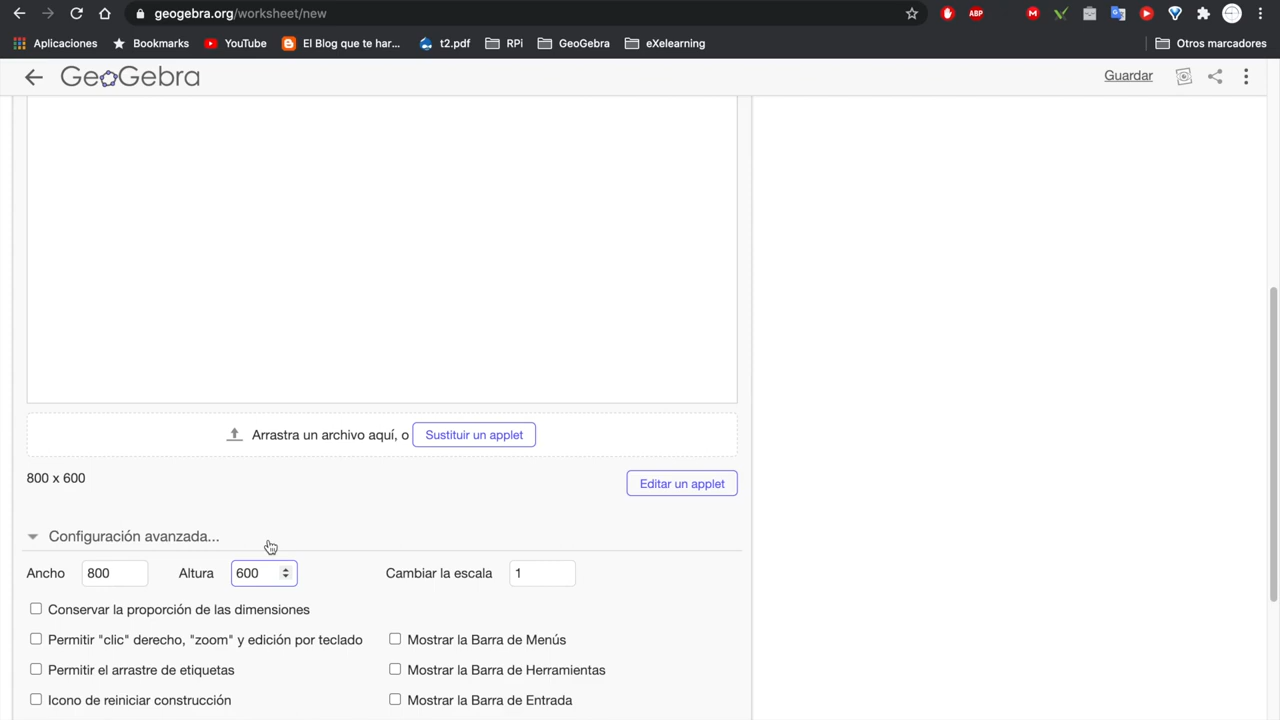 geogebra.org/worksheet/new
ABP
Aplicaciones
Bookmarks
YouTube
El Blog que te har...
t2.pdf
RPi
GeoGebra
eXelearning
Otros marcadores
GeoGebra
Guardar
Arrastra un archivo aquí, o Sustituir un applet
800 x 600
Editar un applet
Configuración avanzada...
Ancho 800 Altura 600 Cambiar la escala 1
Conservar la proporción de las dimensiones
Permitir "clic" derecho, "zoom" y edición por teclado Mostrar la Barra de Menús
Permitir el arrastre de etiquetas Mostrar la Barra de Herramientas
Icono de reiniciar construcción Mostrar la Barra de Entrada